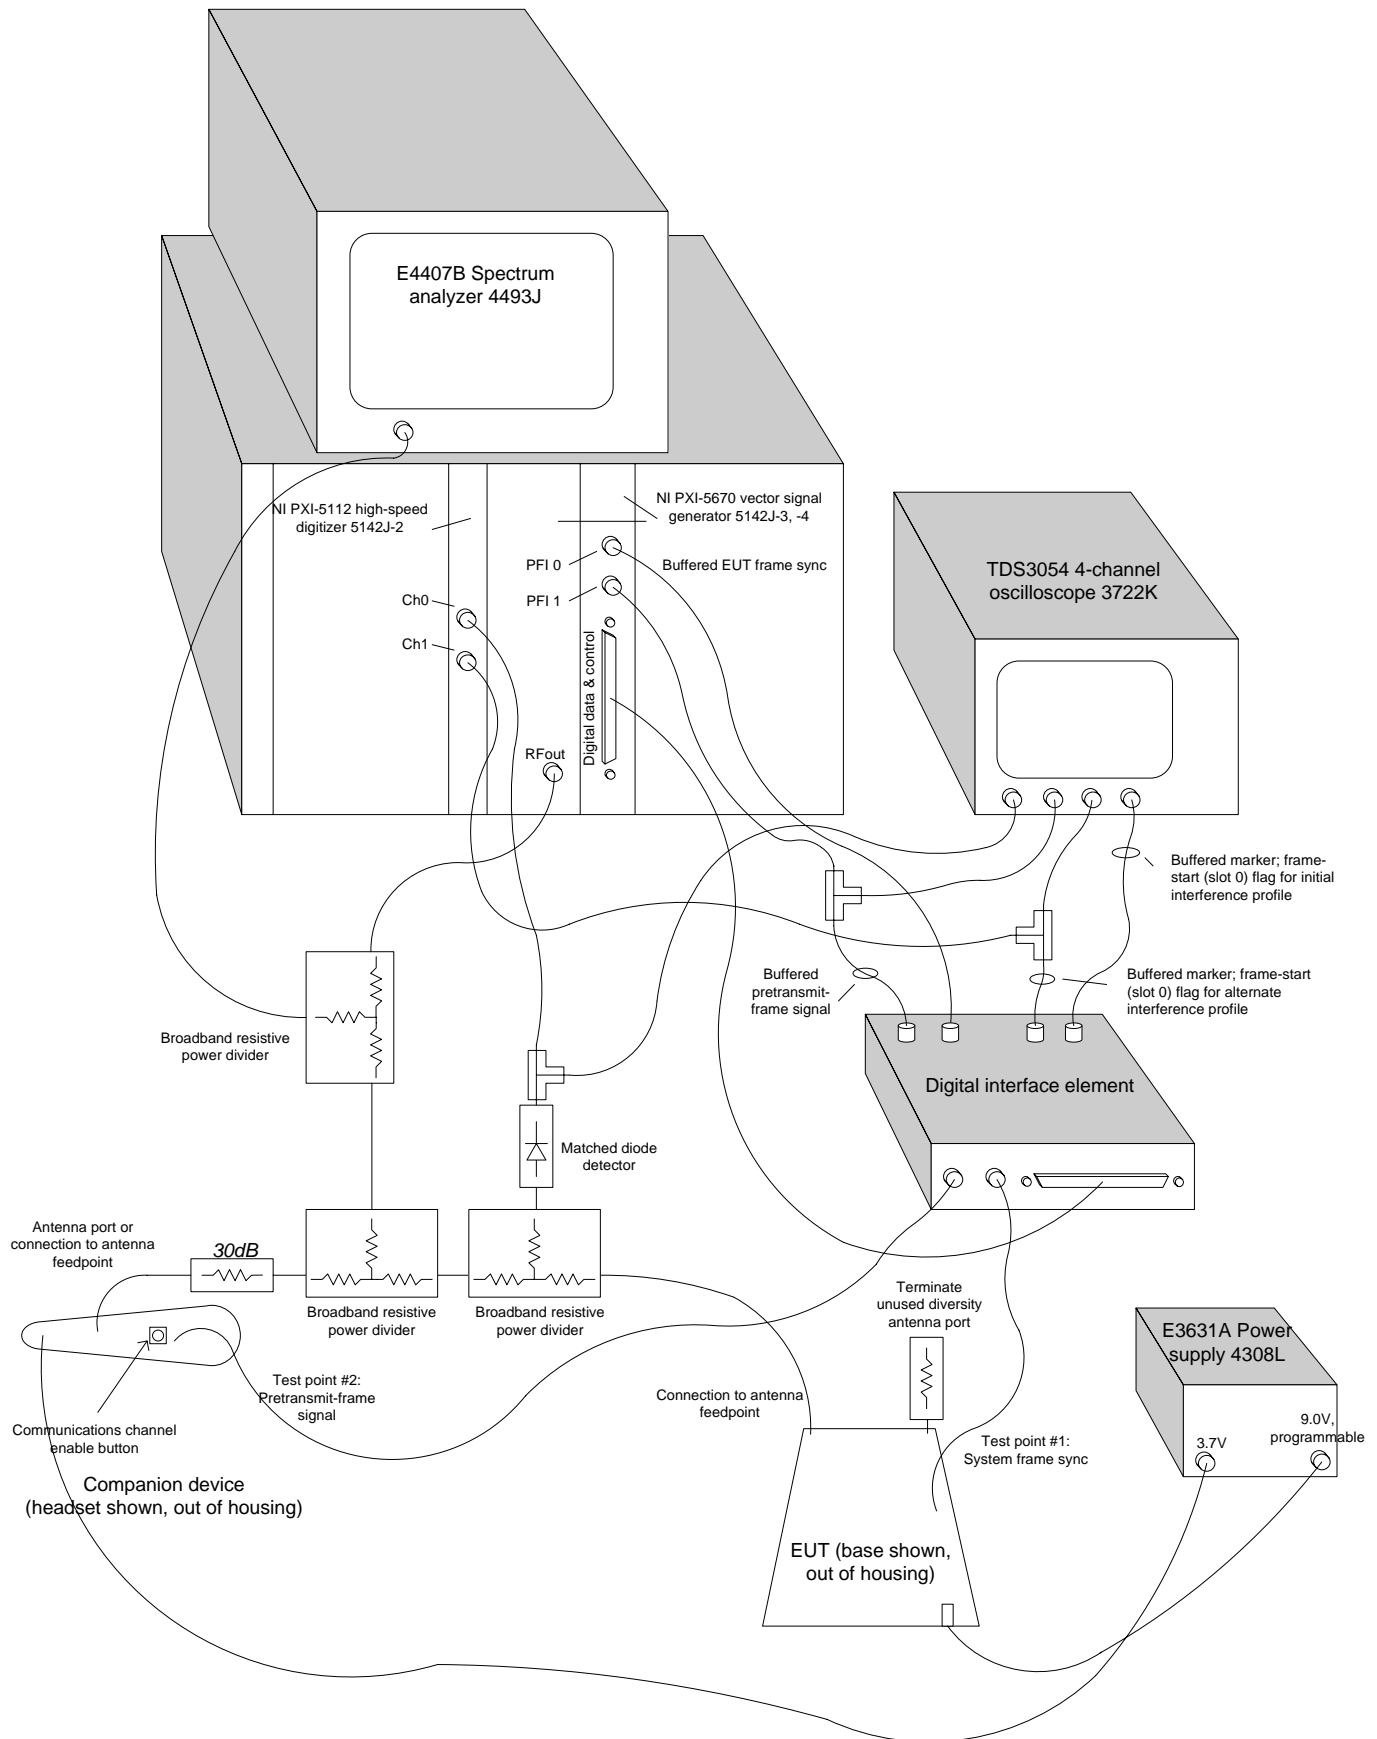 E4407B Spectrum
analyzer 4493J
NI PXI-5112 high-speed
digitizer 5142J-2
NI PXI-5670 vector signal
generator 5142J-3, -4
PFI 0
Buffered EUT frame sync
PFI 1
Ch0
Ch1
Digital data & control
RFout
TDS3054 4-channel
oscilloscope 3722K
Buffered marker; frame-
start (slot 0) flag for initial
interference profile
Buffered
pretransmit-
frame signal
Buffered marker; frame-start
(slot 0) flag for alternate
interference profile
Broadband resistive
power divider
Digital interface element
Matched diode
detector
Antenna port or
connection to antenna
feedpoint
30dB
Broadband resistive
power divider
Broadband resistive
power divider
Terminate
unused diversity
antenna port
E3631A Power
supply 4308L
Test point #2:
Pretransmit-frame
signal
Connection to antenna
feedpoint
Communications channel
enable button
Test point #1:
System frame sync
3.7V
9.0V,
programmable
Companion device
(headset shown, out of housing)
EUT (base shown,
out of housing)